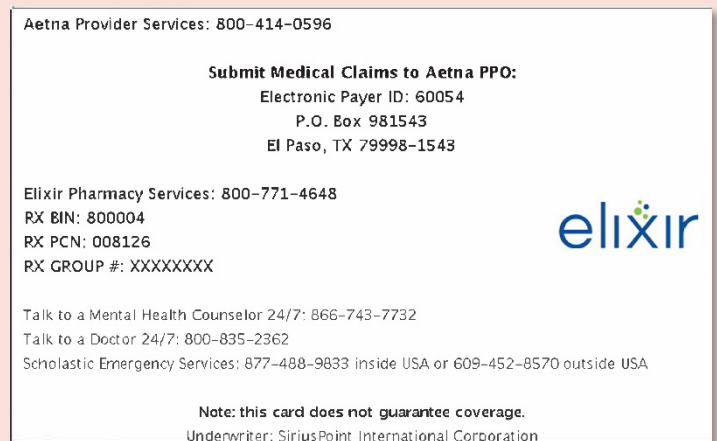 Aetna Provider Services: 800-414-0596
Submit Medical Claims to Aetna PPO:
Electronic Payer ID: 60054
P.O. Box 981543
El Paso, TX 79998-1543
Elixir Pharmacy Services: 800-771-4648
RX BIN: 800004
RX PCN: 008126
RX GROUP #: XXXXXXXX
elixir
Talk to a Mental Health Counselor 24/7: 866-743-7732
Talk to a Doctor 24/7: 800-835-2362
Scholastic Emergency Services: 877-488-9833 inside USA or 609-452-8570 outside USA
Note: this card does not guarantee coverage.
Underwriter: SiriusPoint International Corporation